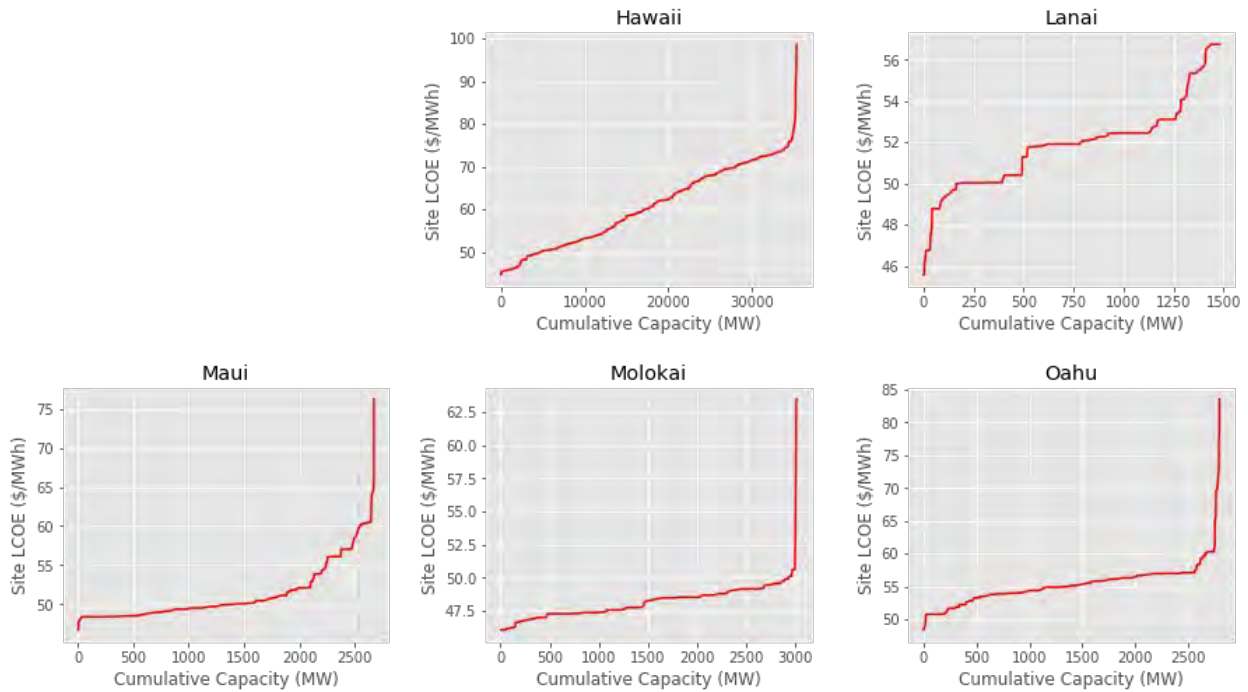 Hawaii
100
90
80
70
60
50
Site LCOE ($/MWh)
0 10000 20000 30000
Cumulative Capacity (MW)
Lanai
56
54
52
50
48
46
Site LCOE ($/MWh)
0 250 500 750 1000 1250 1500
Cumulative Capacity (MW)
Maui
75
70
65
60
55
50
Site LCOE ($/MWh)
0 500 1000 1500 2000 2500
Cumulative Capacity (MW)
Molokai
62.5
60.0
57.5
55.0
52.5
50.0
47.5
Site LCOE ($/MWh)
0 500 1000 1500 2000 2500 3000
Cumulative Capacity (MW)
Oahu
85
80
75
70
65
60
55
50
Site LCOE ($/MWh)
0 500 1000 1500 2000 2500
Cumulative Capacity (MW)